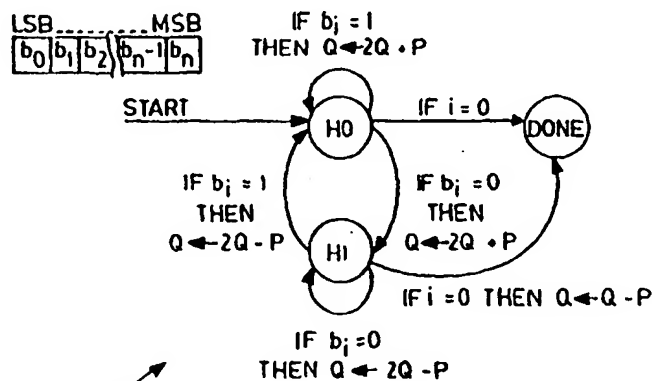 LSB........MSB
b0 b1 b2 bn-1 bn
IF bi = 1
THEN Q←2Q + P
START
H0
IF i = 0
DONE
IF bi = 1
THEN
Q←2Q - P
IF bi = 0
THEN
Q←2Q + P
H1
IF i = 0 THEN Q←Q - P
IF bi = 0
THEN Q ← 2Q - P